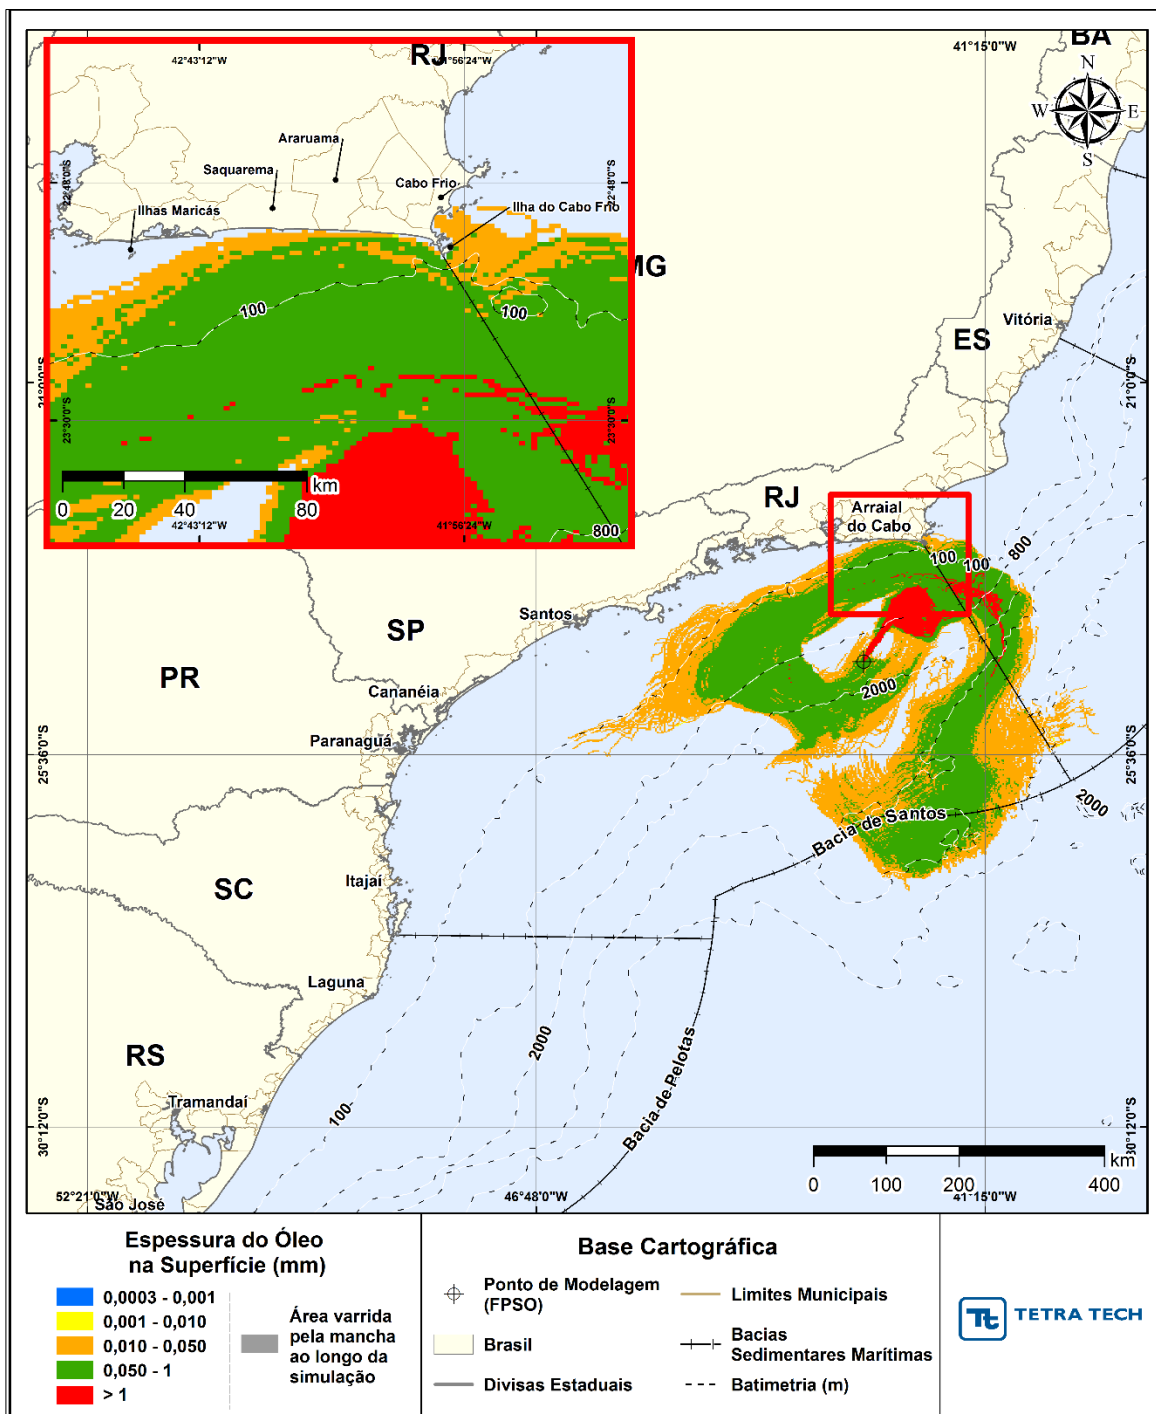 41°15'0"W
BA
N
W
E
S
42°43'12"W
RJ
41°56'24"W
22°48'0"S
22°48'0"S
Araruama
Saquarema
Cabo Frio
Ilhas Maricás
Ilha do Cabo Frio
MG
100
100
23°30'0"S
23°30'0"S
km
0
20
40
80
42°43'12"W
41°56'24"W
800
21°0'0"S
21°0'0"S
ES
Vitória
RJ
Arraial
do Cabo
100
100
800
Santos
SP
PR
Cananéia
Paranaguá
2000
25°36'0"S
25°36'0"S
2000
Bacia de Santos
SC
Itajaí
Laguna
2000
RS
Bacia de Pelotas
Tramandaí
100
30°12'0"S
30°12'0"S
km
0
100
200
400
52°21'0"W
46°48'0"W
41°15'0"W
São José
Espessura do Óleo
na Superfície (mm)
0,0003 - 0,001
0,001 - 0,010
0,010 - 0,050
0,050 - 1
> 1
Área varrida
pela mancha
ao longo da
simulação
Base Cartográfica
Ponto de Modelagem
(FPSO)
Brasil
Divisas Estaduais
Limites Municipais
Bacias
Sedimentares Marítimas
Batimetria (m)
Tt TETRA TECH